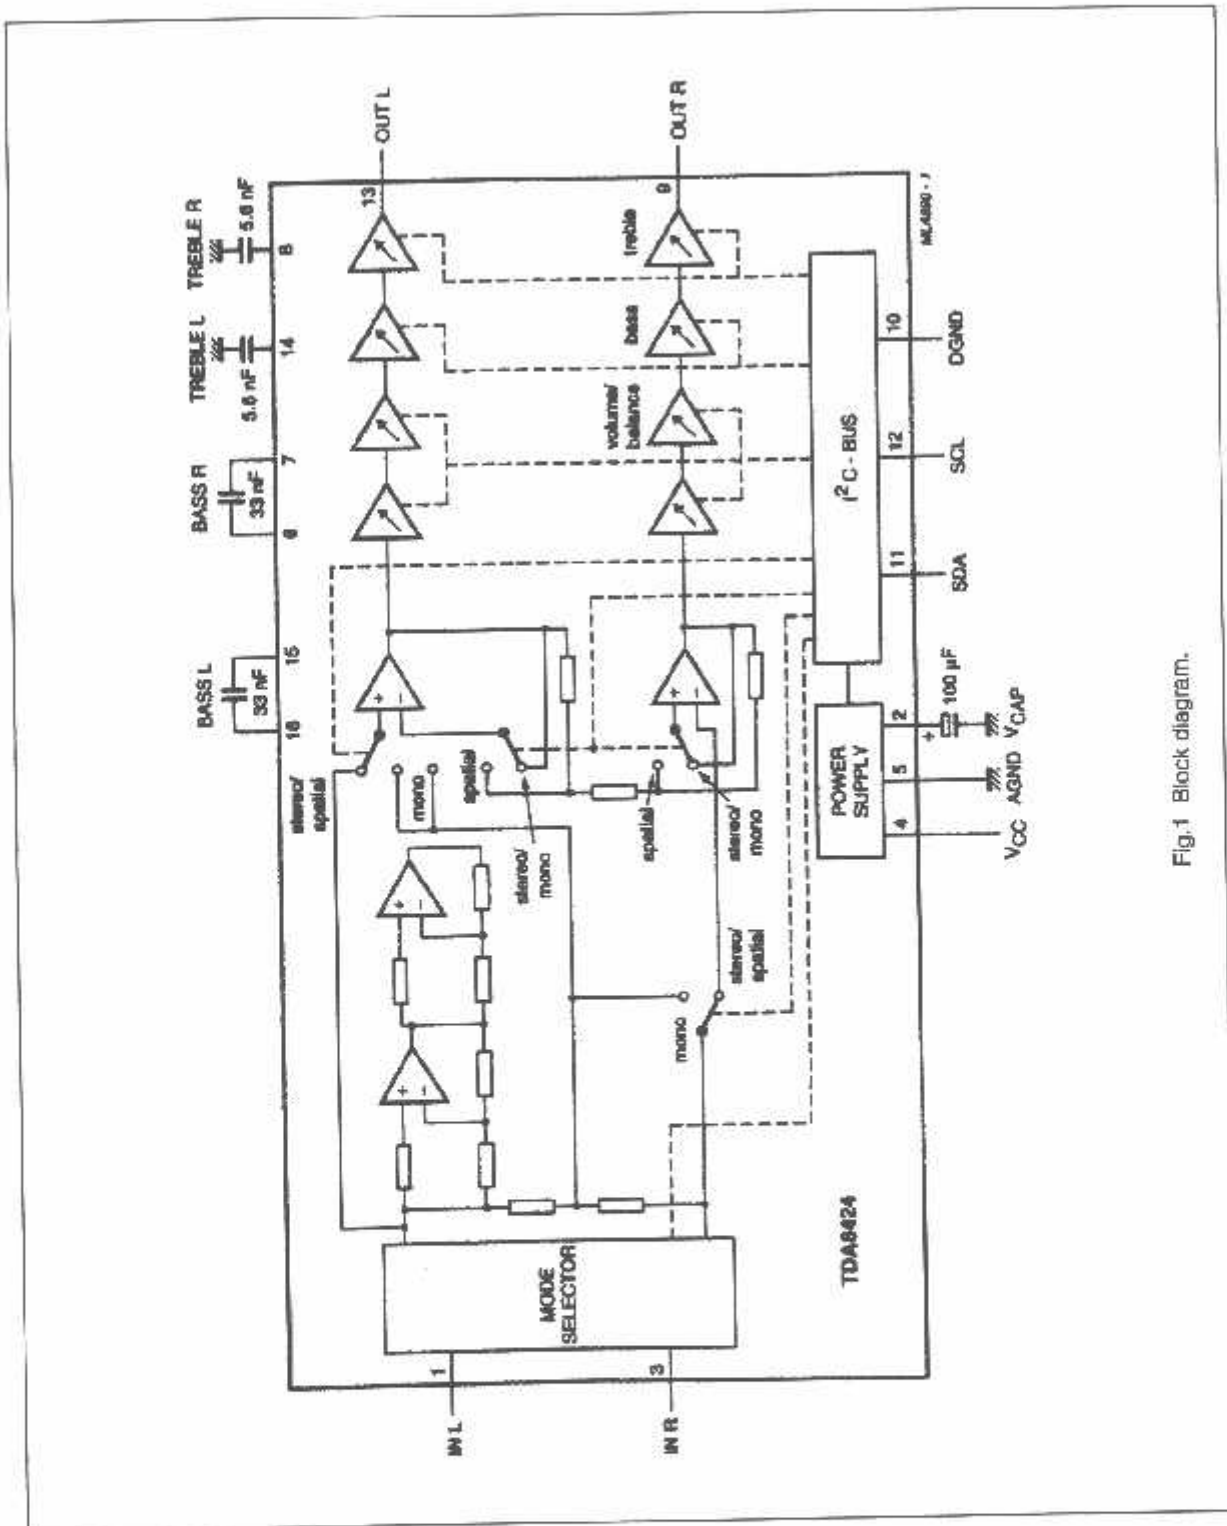 BASS L
33 nF
16
15
BASS R
33 nF
6
7
TREBLE L
5.6 nF
14
TREBLE R
5.6 nF
8
IN L
1
IN R
3
MODE
SELECTOR
stereo/
spatial
mono
spatial
stereo/
mono
spatial
stereo/
mono
mono
stereo/
spatial
+
−
+
−
+
−
+
−
volume/
balance
bass
treble
13
OUT L
9
OUT R
POWER
SUPPLY
I²C - BUS
4
5
2
11
12
10
+
100 µF
VCC
AGND
VCAP
SDA
SCL
DGND
TDA8424
Fig.1 Block diagram.